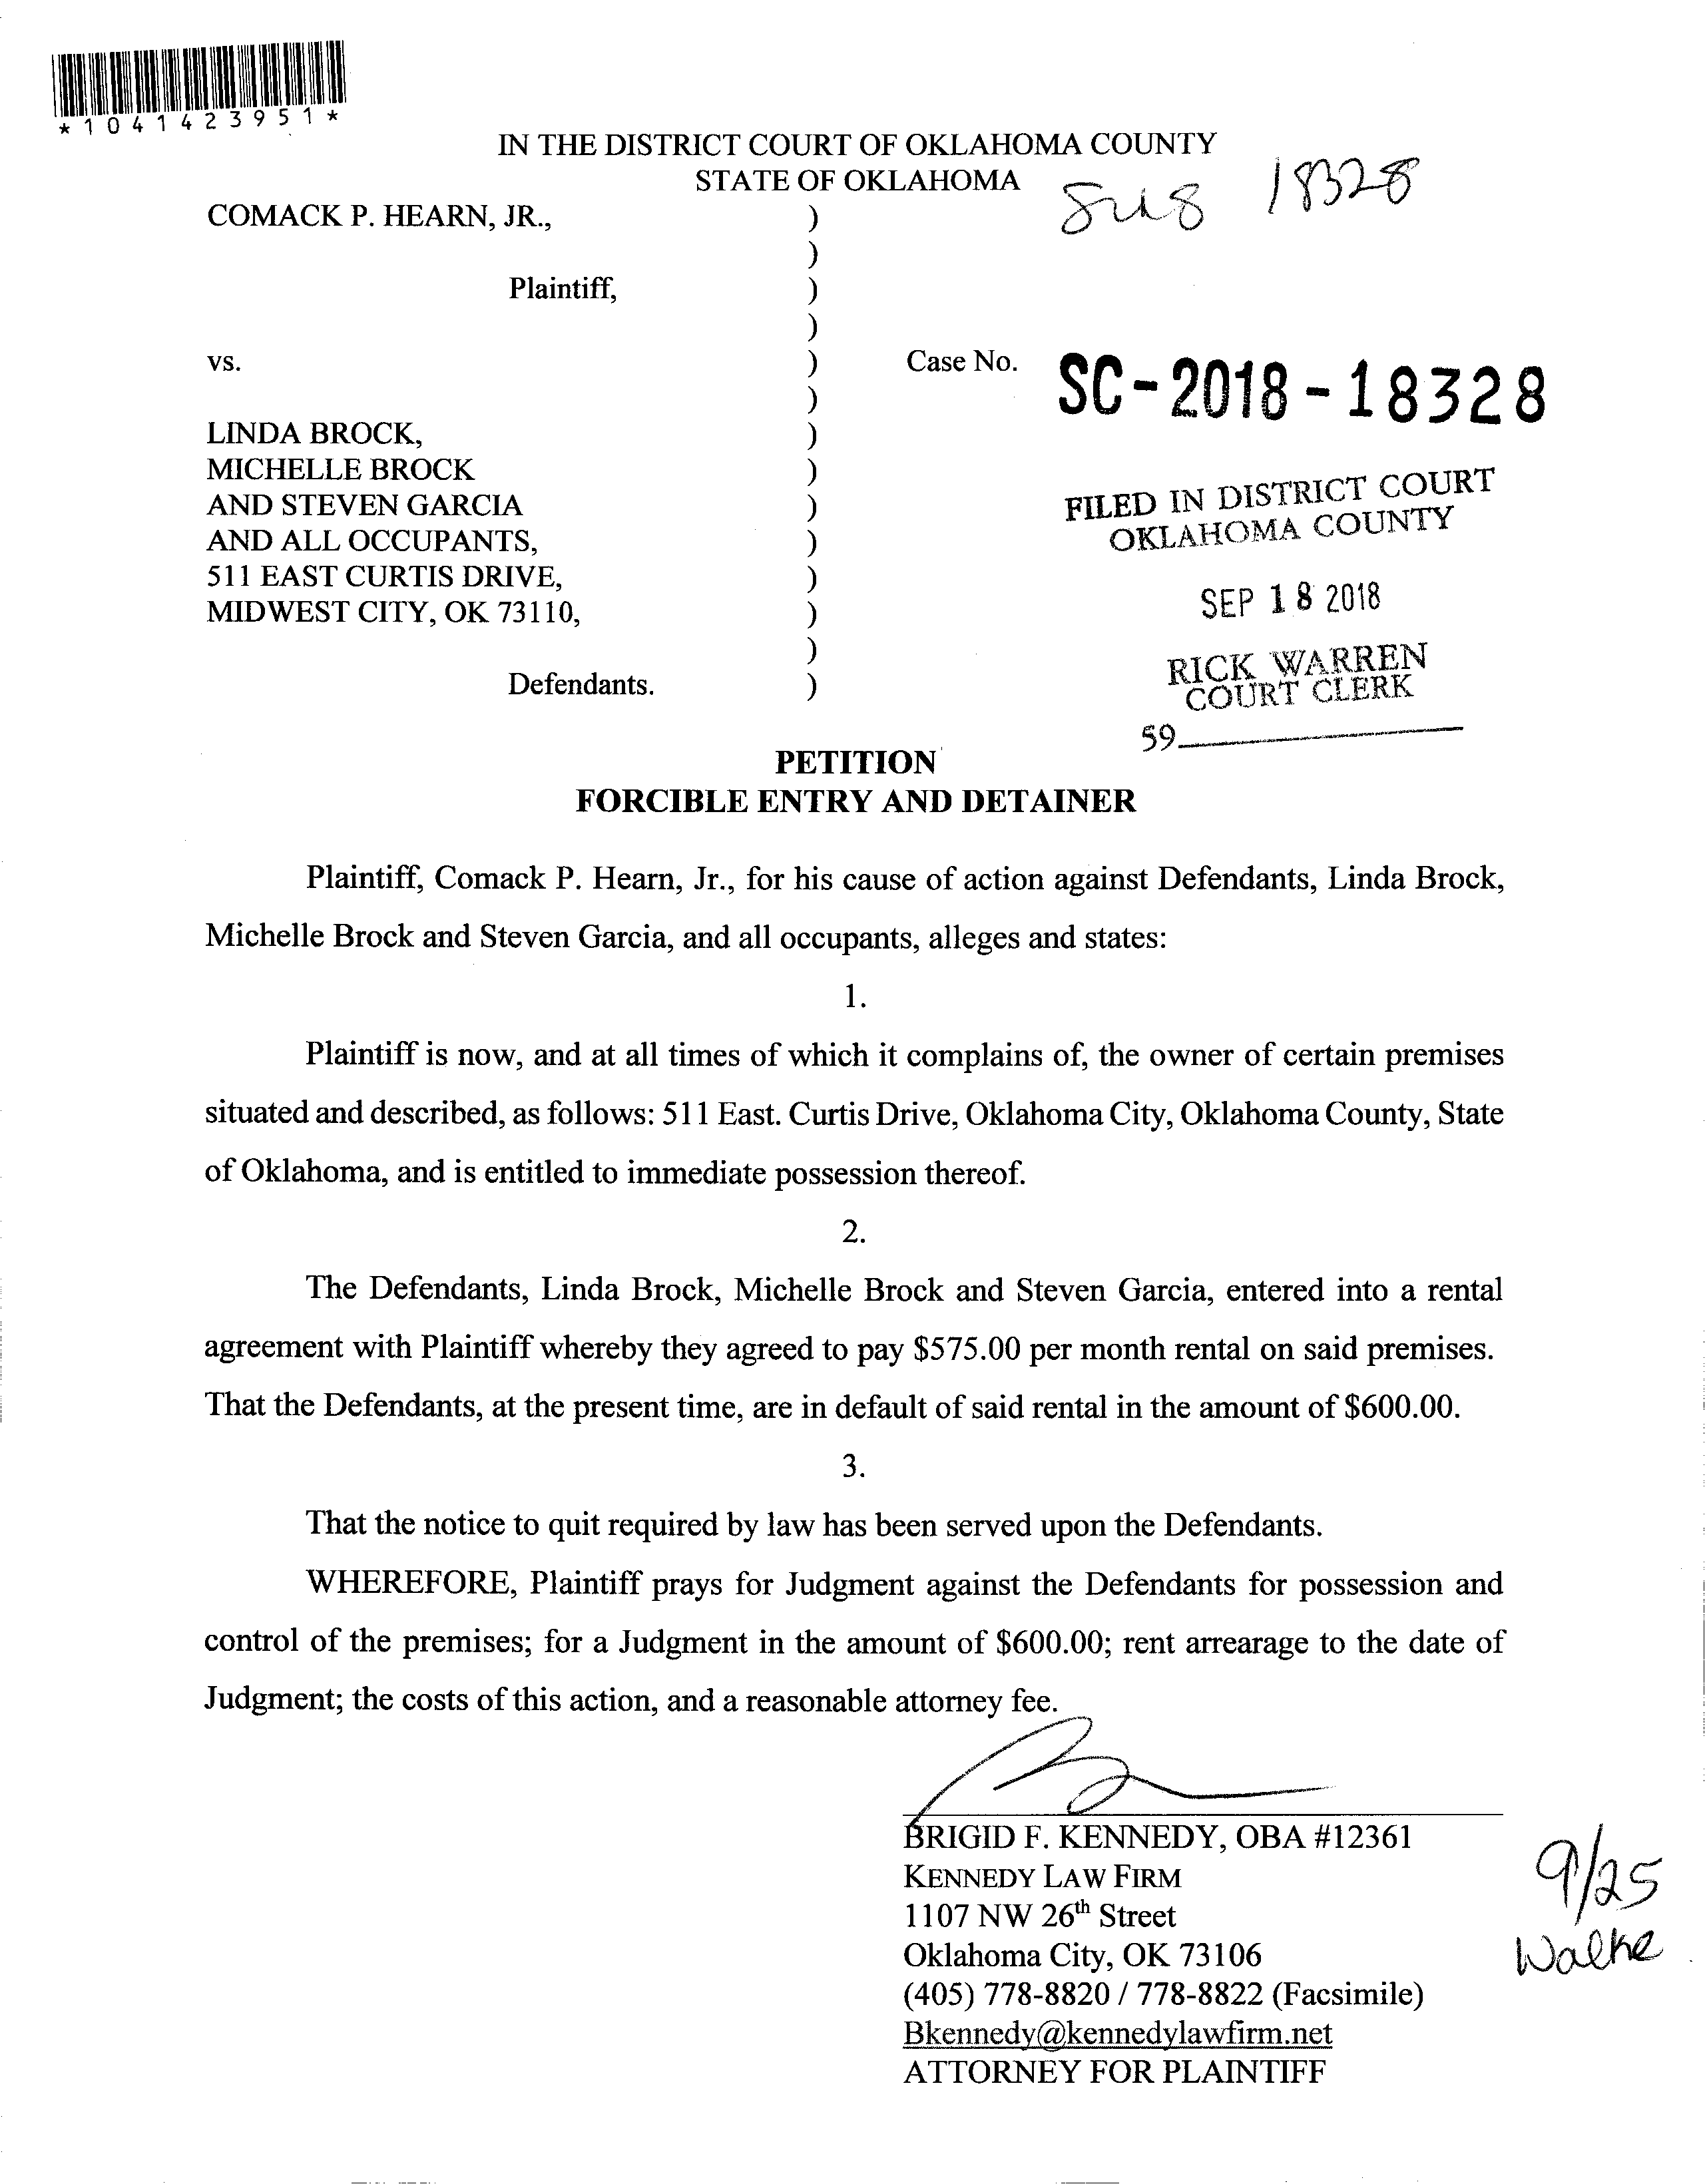 *1041423951*
IN THE DISTRICT COURT OF OKLAHOMA COUNTY
STATE OF OKLAHOMA
18328
COMACK P. HEARN, JR., )
)
Plaintiff, )
)
vs. ) Case No. SC-2018-18328
)
LINDA BROCK, )
MICHELLE BROCK )
AND STEVEN GARCIA )
AND ALL OCCUPANTS, )
511 EAST CURTIS DRIVE, )
MIDWEST CITY, OK 73110, )
)
Defendants. )
FILED IN DISTRICT COURT
OKLAHOMA COUNTY
SEP 18 2018
RICK WARREN
COURT CLERK
59
PETITION
FORCIBLE ENTRY AND DETAINER
Plaintiff, Comack P. Hearn, Jr., for his cause of action against Defendants, Linda Brock,
Michelle Brock and Steven Garcia, and all occupants, alleges and states:
1.
Plaintiff is now, and at all times of which it complains of, the owner of certain premises
situated and described, as follows: 511 East. Curtis Drive, Oklahoma City, Oklahoma County, State
of Oklahoma, and is entitled to immediate possession thereof.
2.
The Defendants, Linda Brock, Michelle Brock and Steven Garcia, entered into a rental
agreement with Plaintiff whereby they agreed to pay $575.00 per month rental on said premises.
That the Defendants, at the present time, are in default of said rental in the amount of $600.00.
3.
That the notice to quit required by law has been served upon the Defendants.
WHEREFORE, Plaintiff prays for Judgment against the Defendants for possession and
control of the premises; for a Judgment in the amount of $600.00; rent arrearage to the date of
Judgment; the costs of this action, and a reasonable attorney fee.
BRIGID F. KENNEDY, OBA #12361
KENNEDY LAW FIRM
1107 NW 26th Street
Oklahoma City, OK 73106
(405) 778-8820 / 778-8822 (Facsimile)
Bkennedy@kennedylawfirm.net
ATTORNEY FOR PLAINTIFF
9/25
Walke